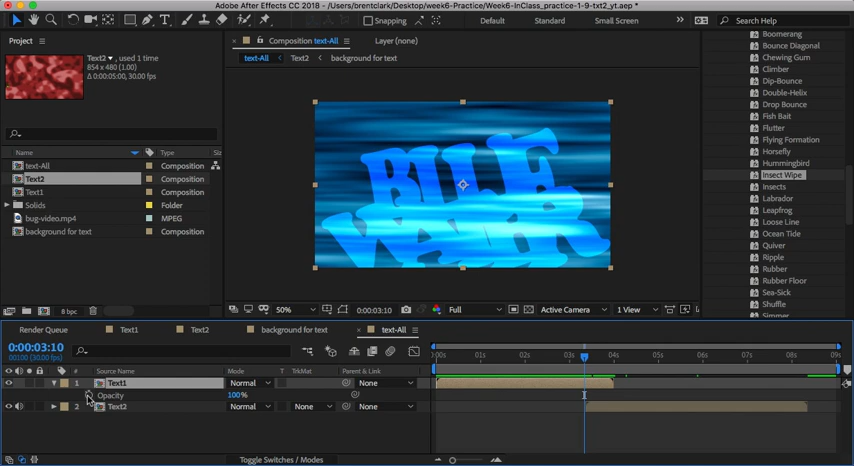 Adobe After Effects CC 2018 - /Users/brentclark/Desktop/Week6-Practice/Week6-InClass_practice-1-9-txt2_yt.aep *
Snapping
Default
Standard
Small Screen
Search Help
Project
Text2 , used 1 time
854 x 480 (1.00)
Δ 0:00:05:00, 30.00 fps
Name
Type
Size
text-All
Composition
Text2
Composition
Text1
Composition
Solids
Folder
bug-video.mp4
MPEG
background for text
Composition
8 bpc
Composition text-All
Layer (none)
text-All
Text2
background for text
50%
0:00:03:10
Full
Active Camera
1 View
Boomerang
Bounce Diagonal
Chewing Gum
Climber
Dip-Bounce
Double-Helix
Drop Bounce
Fish Bait
Flutter
Flying Formation
Horsefly
Hummingbird
Insect Wipe
Insects
Labrador
Leapfrog
Loose Line
Ocean Tide
Quiver
Ripple
Rubber
Rubber Floor
Sea-Sick
Shuffle
Simmer
Render Queue
Text1
Text2
background for text
text-All
0:00:03:10
00100 (30.00 fps)
#
Source Name
Mode
T
TrkMat
Parent & Link
1
Text1
Normal
None
Opacity
100%
2
Text2
Normal
None
None
:00s
01s
02s
03s
04s
05s
06s
07s
08s
09s
Toggle Switches / Modes